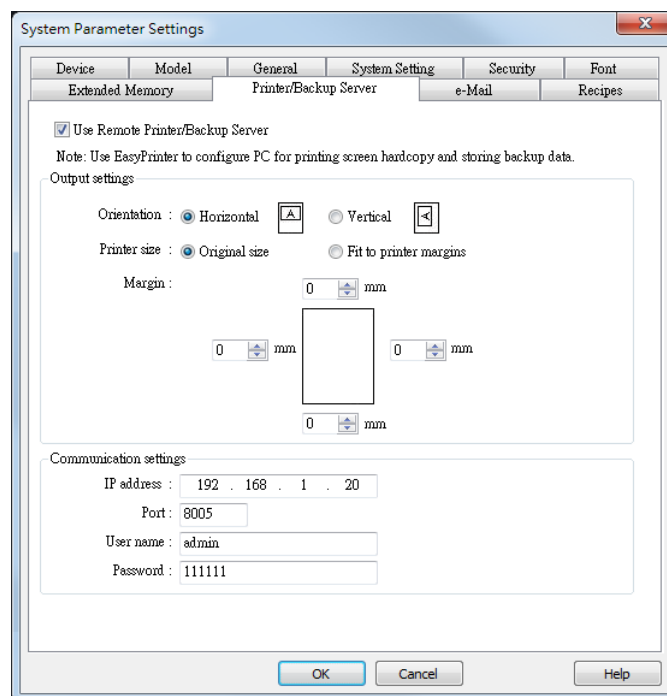 System Parameter Settings
Device Model General System Setting Security Font
Extended Memory Printer/Backup Server e-Mail Recipes
Use Remote Printer/Backup Server
Note: Use EasyPrinter to configure PC for printing screen hardcopy and storing backup data.
Output settings
Orientation : Horizontal A Vertical A
Printer size : Original size Fit to printer margins
Margin : 0 mm
0 mm 0 mm
0 mm
Communication settings
IP address : 192 . 168 . 1 . 20
Port : 8005
User name : admin
Password : 111111
OK Cancel Help